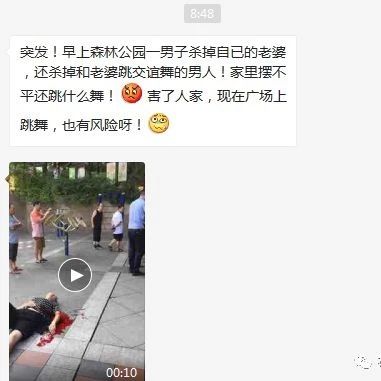 8:48
突发！早上森林公园一男子杀掉自已的老婆
，还杀掉和老婆跳交谊舞的男人！家里摆不
平还跳什么舞！害了人家，现在广场上
跳舞，也有风险呀！
00:10